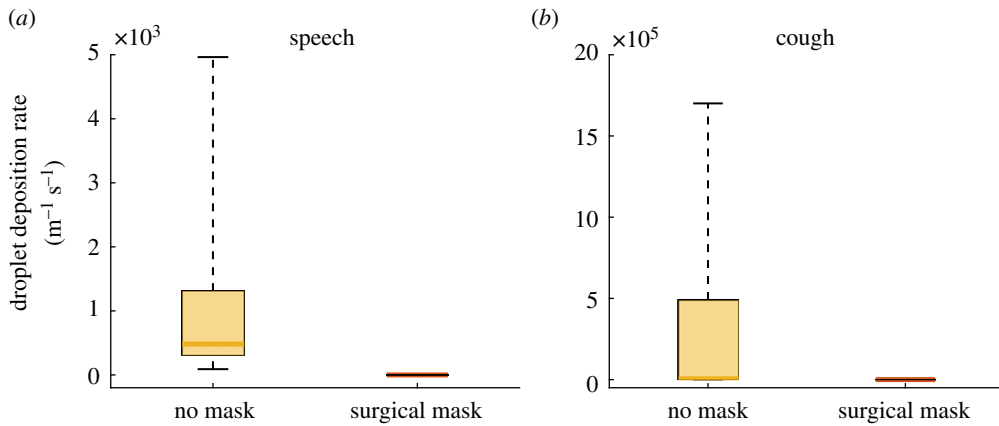 (a)
speech
×10³
5
4
3
2
1
0
droplet deposition rate
(m⁻¹ s⁻¹)
no mask surgical mask
(b)
cough
×10⁵
20
15
10
5
0
no mask surgical mask